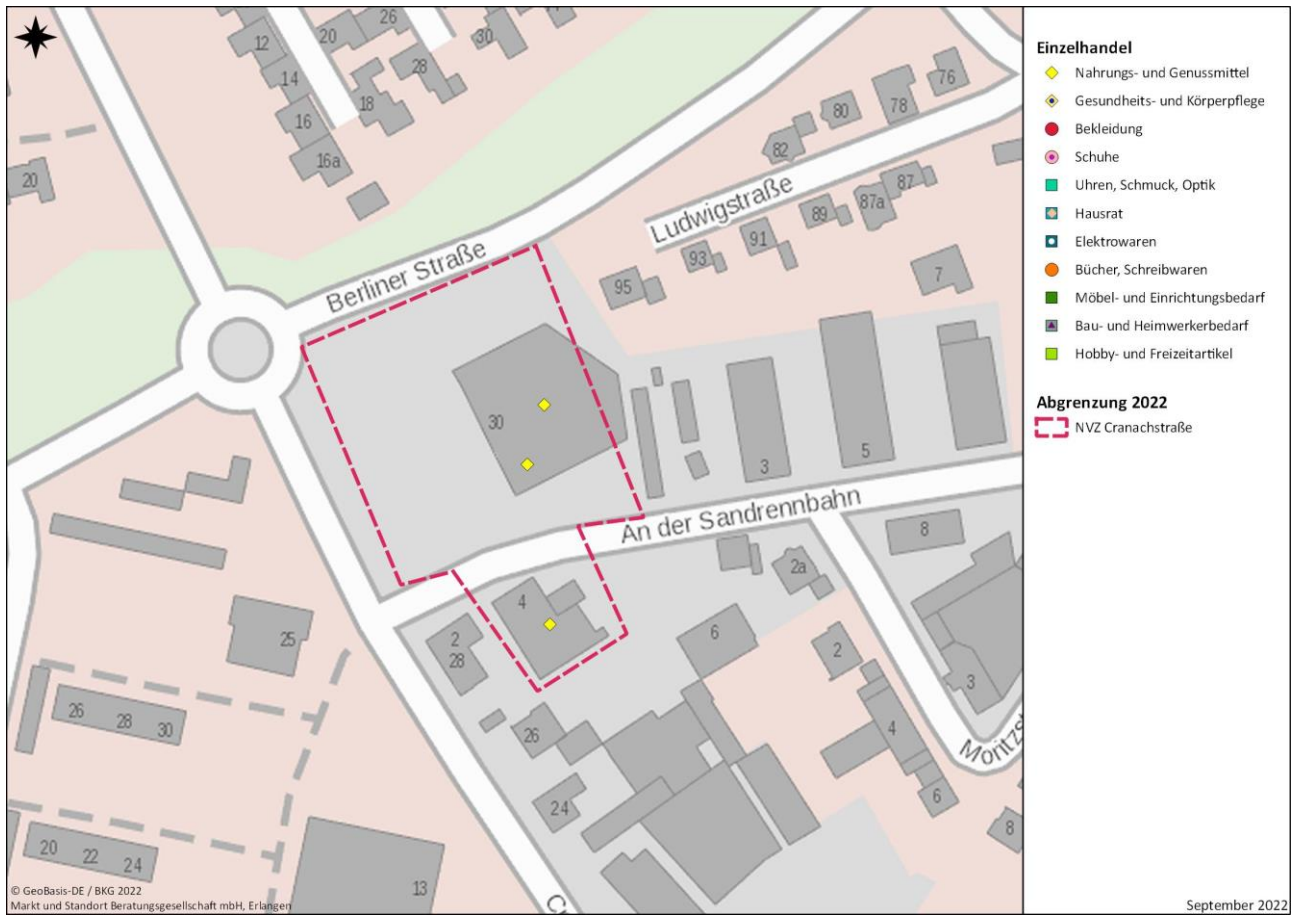 12
14
16
16a
20
26
18
28
30
80
78
76
82
20
Ludwigstraße
87
87a
89
91
93
95
7
Berliner Straße
30
3
5
An der Sandrennbahn
8
2a
4
2
28
6
2
3
25
26
28
30
26
24
4
6
8
20
22
24
13
© GeoBasis-DE / BKG 2022
Markt und Standort Beratungsgesellschaft mbH, Erlangen
Einzelhandel
Nahrungs- und Genussmittel
Gesundheits- und Körperpflege
Bekleidung
Schuhe
Uhren, Schmuck, Optik
Hausrat
Elektrowaren
Bücher, Schreibwaren
Möbel- und Einrichtungsbedarf
Bau- und Heimwerkerbedarf
Hobby- und Freizeitartikel
Abgrenzung 2022
NVZ Cranachstraße
September 2022